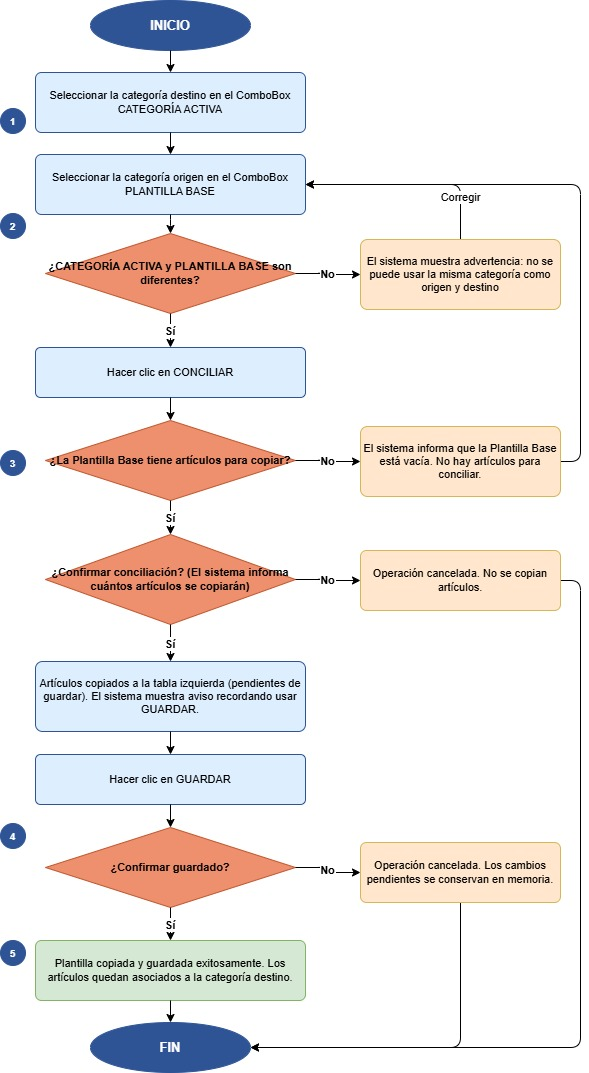 INICIO
Seleccionar la categoría destino en el ComboBox
CATEGORÍA ACTIVA
1
Seleccionar la categoría origen en el ComboBox
PLANTILLA BASE
Corregir
2
¿CATEGORÍA ACTIVA y PLANTILLA BASE son
diferentes?
No
El sistema muestra advertencia: no se
puede usar la misma categoría como
origen y destino
Sí
Hacer clic en CONCILIAR
3
¿La Plantilla Base tiene artículos para copiar?
No
El sistema informa que la Plantilla Base
está vacía. No hay artículos para
conciliar.
Sí
¿Confirmar conciliación? (El sistema informa
cuántos artículos se copiarán)
No
Operación cancelada. No se copian
artículos.
Sí
Artículos copiados a la tabla izquierda (pendientes de
guardar). El sistema muestra aviso recordando usar
GUARDAR.
Hacer clic en GUARDAR
4
¿Confirmar guardado?
No
Operación cancelada. Los cambios
pendientes se conservan en memoria.
Sí
5
Plantilla copiada y guardada exitosamente. Los
artículos quedan asociados a la categoría destino.
FIN